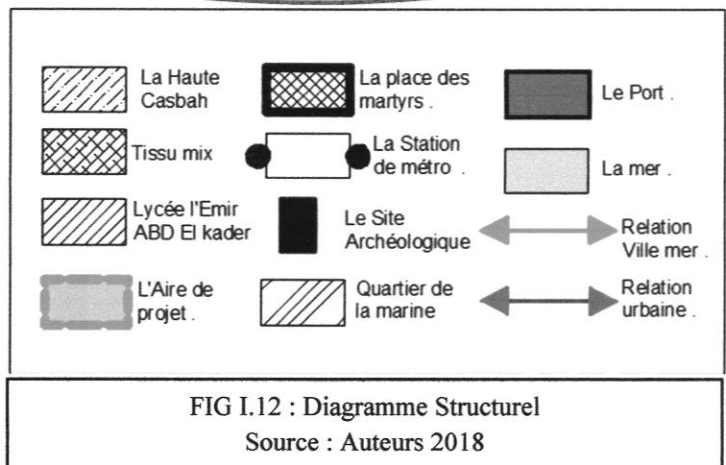 La Haute
Casbah
La place des
martyrs .
Le Port .
Tissu mix
La Station
de métro .
La mer .
Lycée l'Emir
ABD El kader
Le Site
Archéologique
Relation
Ville mer .
L'Aire de
projet .
Quartier de
la marine
Relation
urbaine .
FIG I.12 : Diagramme Structurel
Source : Auteurs 2018